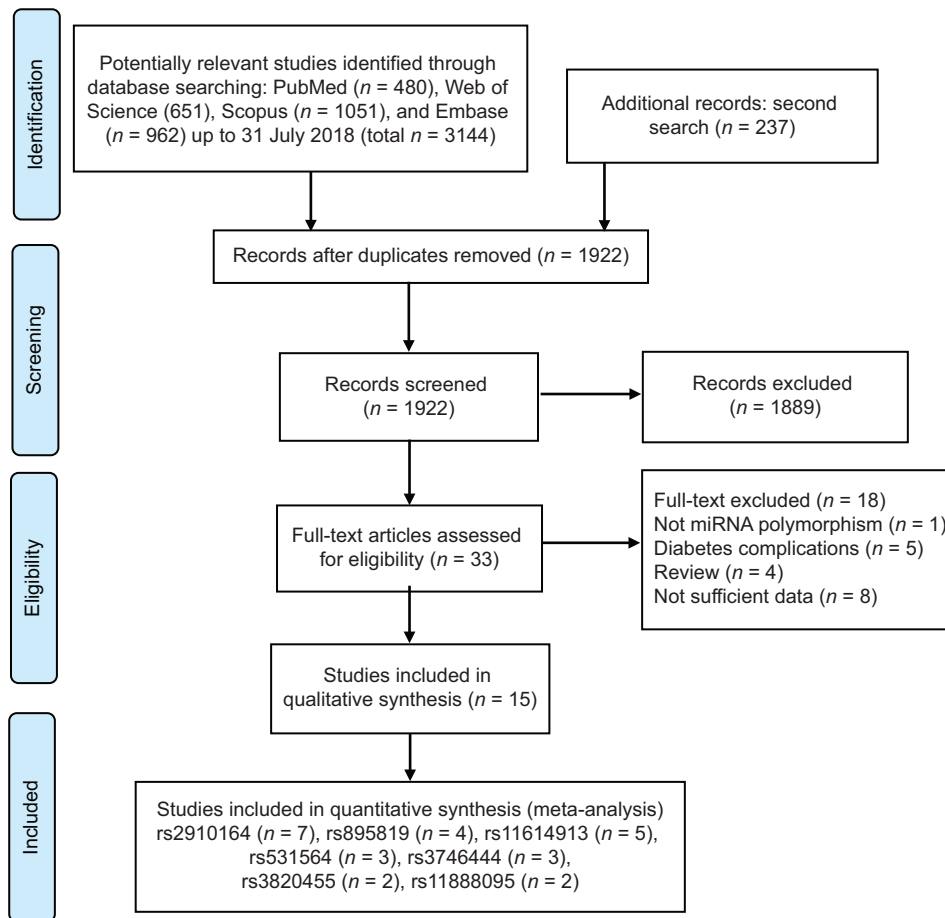 Identification
Potentially relevant studies identified through
database searching: PubMed (n = 480), Web of
Science (651), Scopus (n = 1051), and Embase
(n = 962) up to 31 July 2018 (total n = 3144)
Additional records: second
search (n = 237)
Records after duplicates removed (n = 1922)
Screening
Records screened
(n = 1922)
Records excluded
(n = 1889)
Eligibility
Full-text articles assessed
for eligibility (n = 33)
Full-text excluded (n = 18)
Not miRNA polymorphism (n = 1)
Diabetes complications (n = 5)
Review (n = 4)
Not sufficient data (n = 8)
Studies included in
qualitative synthesis (n = 15)
Included
Studies included in quantitative synthesis (meta-analysis)
rs2910164 (n = 7), rs895819 (n = 4), rs11614913 (n = 5),
rs531564 (n = 3), rs3746444 (n = 3),
rs3820455 (n = 2), rs11888095 (n = 2)